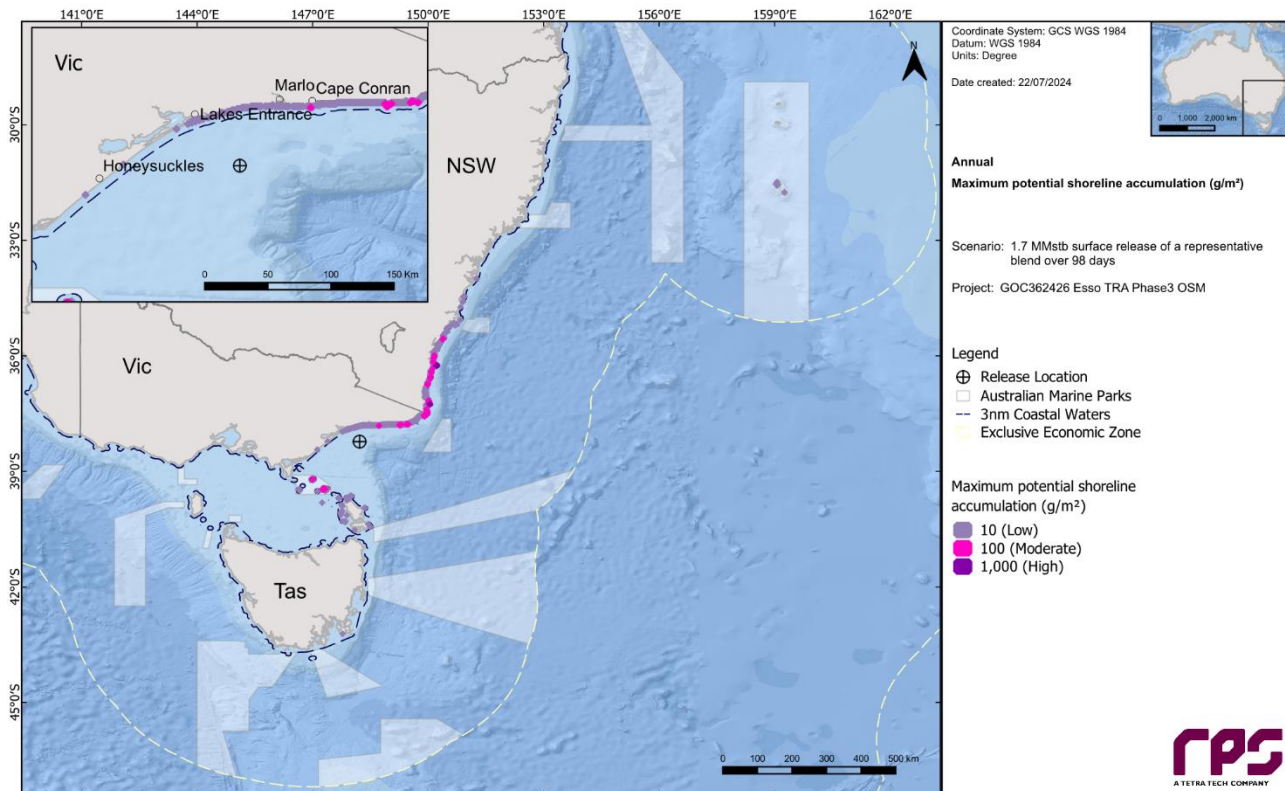 141°0'E 144°0'E 147°0'E 150°0'E 153°0'E 156°0'E 159°0'E 162°0'E
30°0'S
33°0'S
36°0'S
39°0'S
42°0'S
45°0'S
Vic
Marlo
Cape Conran
Lakes Entrance
Honeysuckles
0 50 100 150 Km
NSW
Vic
Tas
N
0 100 200 300 400 500 km
Coordinate System: GCS WGS 1984
Datum: WGS 1984
Units: Degree
Date created: 22/07/2024
0 1,000 2,000 km
Annual
Maximum potential shoreline accumulation (g/m²)
Scenario: 1.7 MMstb surface release of a representative
blend over 98 days
Project: GOC362426 Esso TRA Phase3 OSM
Legend
Release Location
Australian Marine Parks
3nm Coastal Waters
Exclusive Economic Zone
Maximum potential shoreline
accumulation (g/m²)
10 (Low)
100 (Moderate)
1,000 (High)
rps
A TETRA TECH COMPANY